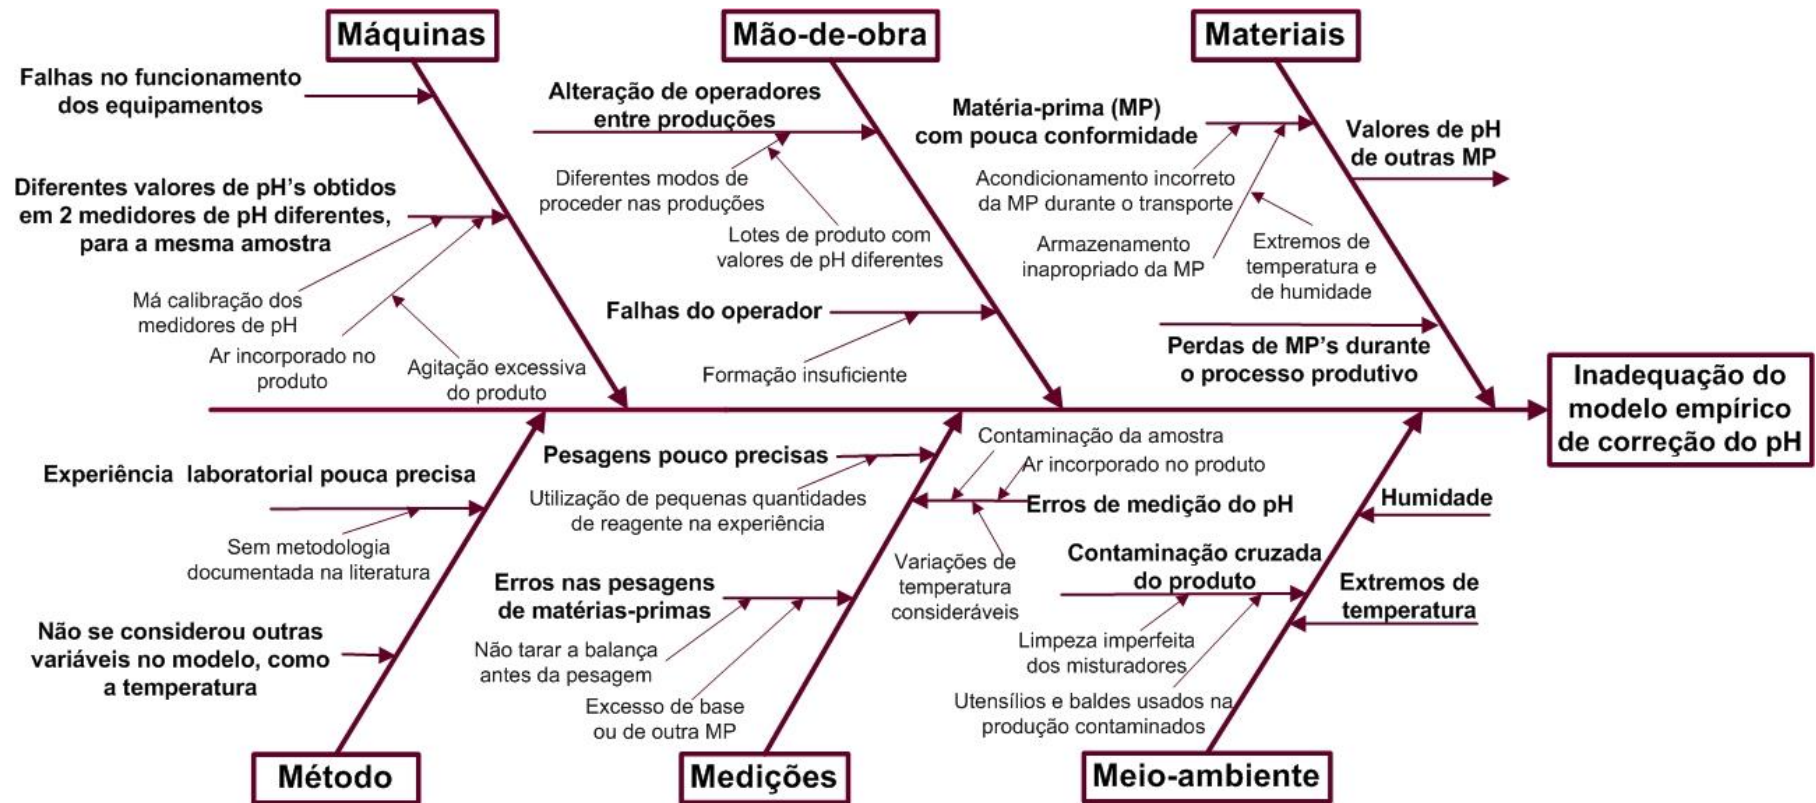 Máquinas
Mão-de-obra
Materiais
Falhas no funcionamento
dos equipamentos
Diferentes valores de pH’s obtidos
em 2 medidores de pH diferentes,
para a mesma amostra
Má calibração dos
medidores de pH
Ar incorporado no
produto
Agitação excessiva
do produto
Alteração de operadores
entre produções
Diferentes modos de
proceder nas produções
Lotes de produto com
valores de pH diferentes
Falhas do operador
Formação insuficiente
Matéria-prima (MP)
com pouca conformidade
Acondicionamento incorreto
da MP durante o transporte
Armazenamento
inapropriado da MP
Extremos de
temperatura e
de humidade
Valores de pH
de outras MP
Perdas de MP’s durante
o processo produtivo
Inadequação do
modelo empírico
de correção do pH
Experiência laboratorial pouca precisa
Sem metodologia
documentada na literatura
Não se considerou outras
variáveis no modelo, como
a temperatura
Pesagens pouco precisas
Utilização de pequenas quantidades
de reagente na experiência
Erros nas pesagens
de matérias-primas
Não tarar a balança
antes da pesagem
Excesso de base
ou de outra MP
Contaminação da amostra
Ar incorporado no produto
Erros de medição do pH
Variações de
temperatura
consideráveis
Humidade
Contaminação cruzada
do produto
Limpeza imperfeita
dos misturadores
Utensílios e baldes usados na
produção contaminados
Extremos de
temperatura
Método
Medições
Meio-ambiente